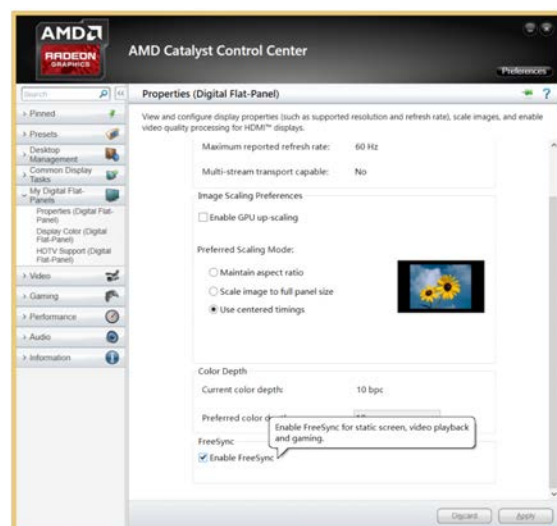 AMD
RADEON
GRAPHICS
AMD Catalyst Control Center
Preferences
Search
Properties (Digital Flat-Panel)
?
Pinned
Presets
Desktop
Management
Common Display
Tasks
My Digital Flat-
Panels
Properties (Digital Flat-
Panel)
Display Color (Digital
Flat-Panel)
HDTV Support (Digital
Flat-Panel)
Video
Gaming
Performance
Audio
Information
View and configure display properties (such as supported resolution and refresh rate), scale images, and enable
video quality processing for HDMI™ displays.
Maximum reported refresh rate: 60 Hz
Multi-stream transport capable: No
Image Scaling Preferences
Enable GPU up-scaling
Preferred Scaling Mode:
Maintain aspect ratio
Scale image to full panel size
Use centered timings
Color Depth
Current color depth: 10 bpc
Preferred color
Enable FreeSync for static screen, video playback
and gaming.
FreeSync
Enable FreeSync
Discard Apply